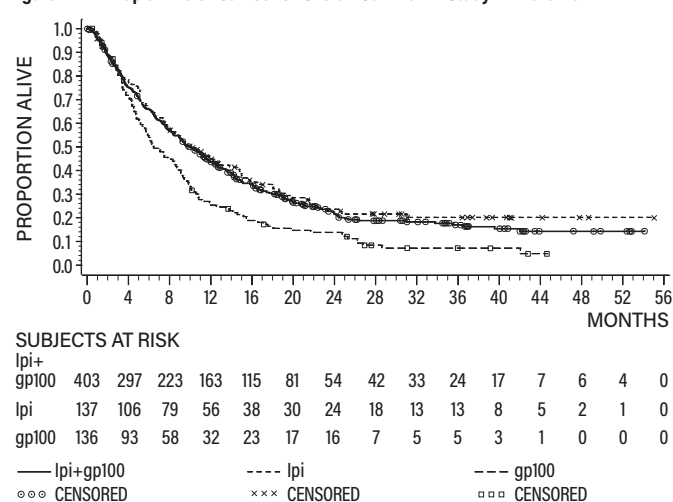 PROPORTION ALIVE
1.0
0.9
0.8
0.7
0.6
0.5
0.4
0.3
0.2
0.1
0.0
0 4 8 12 16 20 24 28 32 36 40 44 48 52 56
MONTHS
SUBJECTS AT RISK
Ipi+
gp100 403 297 223 163 115 81 54 42 33 24 17 7 6 4 0
Ipi 137 106 79 56 38 30 24 18 13 13 8 5 2 1 0
gp100 136 93 58 32 23 17 16 7 5 5 3 1 0 0 0
Ipi+gp100 Ipi gp100
CENSORED CENSORED CENSORED